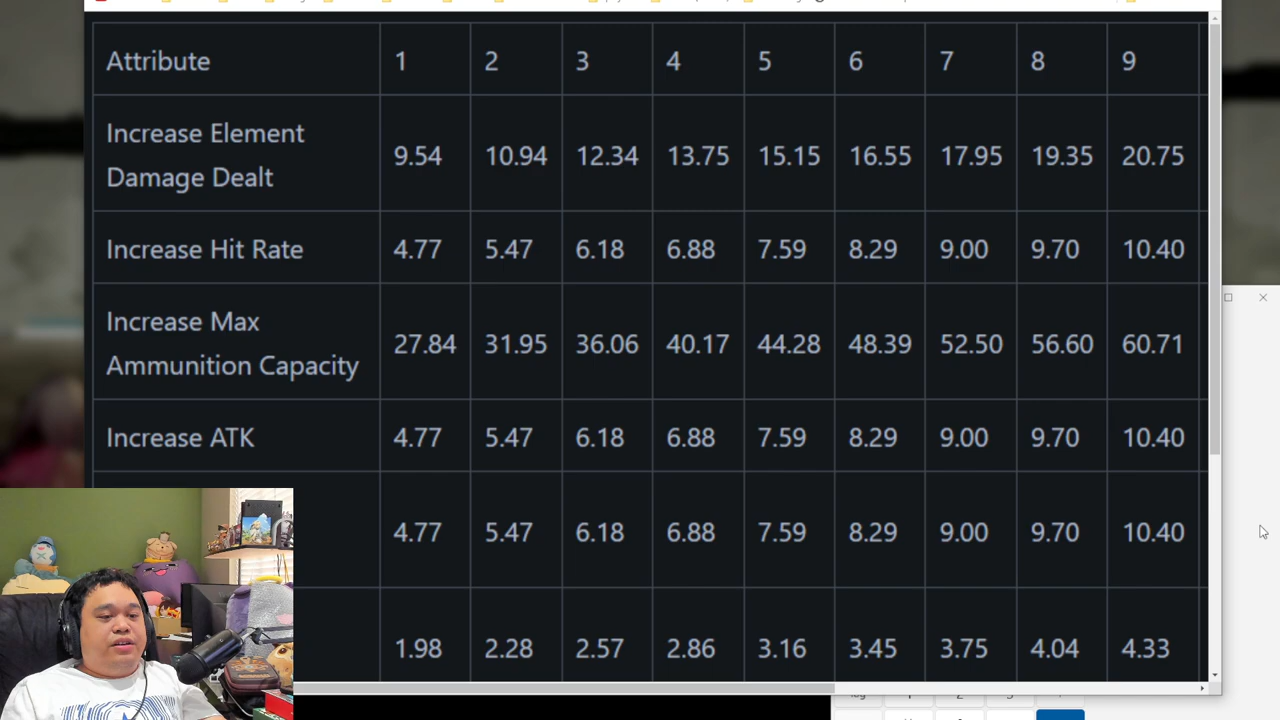 Attribute 1 2 3 4 5 6 7 8 9
Increase Element
Damage Dealt
9.54 10.94 12.34 13.75 15.15 16.55 17.95 19.35 20.75
Increase Hit Rate 4.77 5.47 6.18 6.88 7.59 8.29 9.00 9.70 10.40
Increase Max
Ammunition Capacity
27.84 31.95 36.06 40.17 44.28 48.39 52.50 56.60 60.71
Increase ATK 4.77 5.47 6.18 6.88 7.59 8.29 9.00 9.70 10.40
4.77 5.47 6.18 6.88 7.59 8.29 9.00 9.70 10.40
1.98 2.28 2.57 2.86 3.16 3.45 3.75 4.04 4.33